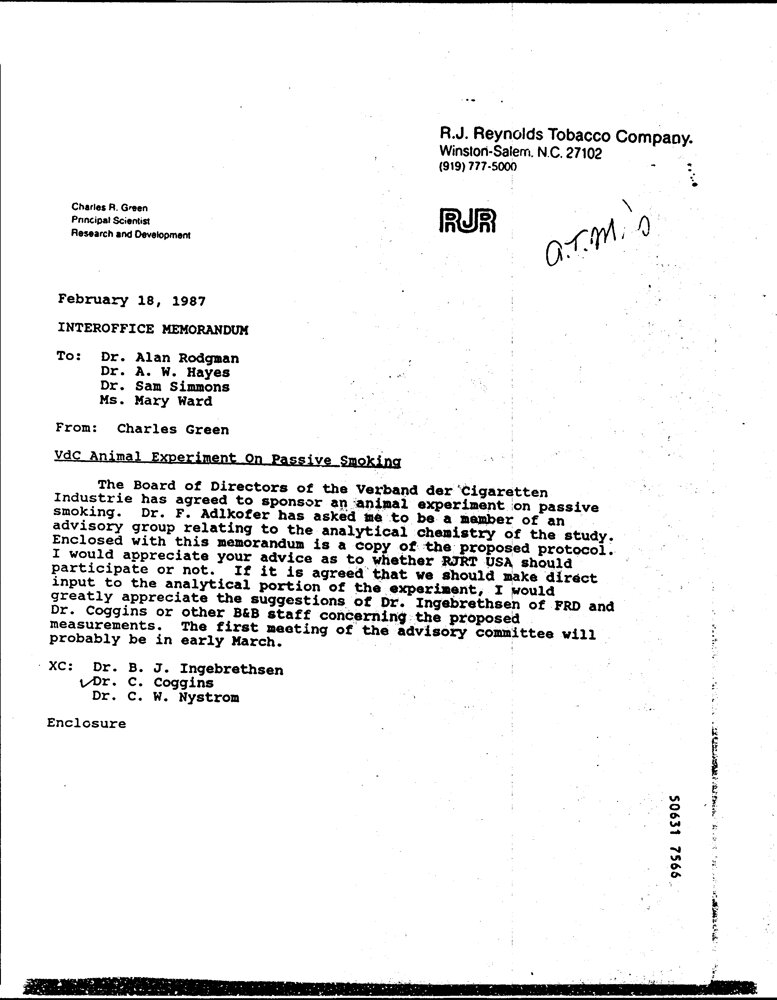 R.J. Reynolds Tobacco Company.
Winston-Salem, N.C. 27102
(919) 777-5000
Charles R. Green
Principal Scientist
Research and Development
RJR
a.T.M.'s
February 18, 1987
INTEROFFICE MEMORANDUM
To: Dr. Alan Rodgman
Dr. A. W. Hayes
Dr. Sam Simmons
Ms. Mary Ward
From: Charles Green
VdC Animal Experiment On Passive Smoking
The Board of Directors of the Verband der Cigaretten
Industrie has agreed to sponsor an animal experiment on passive
smoking. Dr. F. Adlkofer has asked me to be a member of an
advisory group relating to the analytical chemistry of the study.
Enclosed with this memorandum is a copy of the proposed protocol.
I would appreciate your advice as to whether RJRT USA should
participate or not. If it is agreed that we should make direct
input to the analytical portion of the experiment, I would
greatly appreciate the suggestions of Dr. Ingebrethsen of FRD and
Dr. Coggins or other B&B staff concerning the proposed
measurements. The first meeting of the advisory committee will
probably be in early March.
XC: Dr. B. J. Ingebrethsen
✓Dr. C. Coggins
Dr. C. W. Nystrom
Enclosure
50631 7566